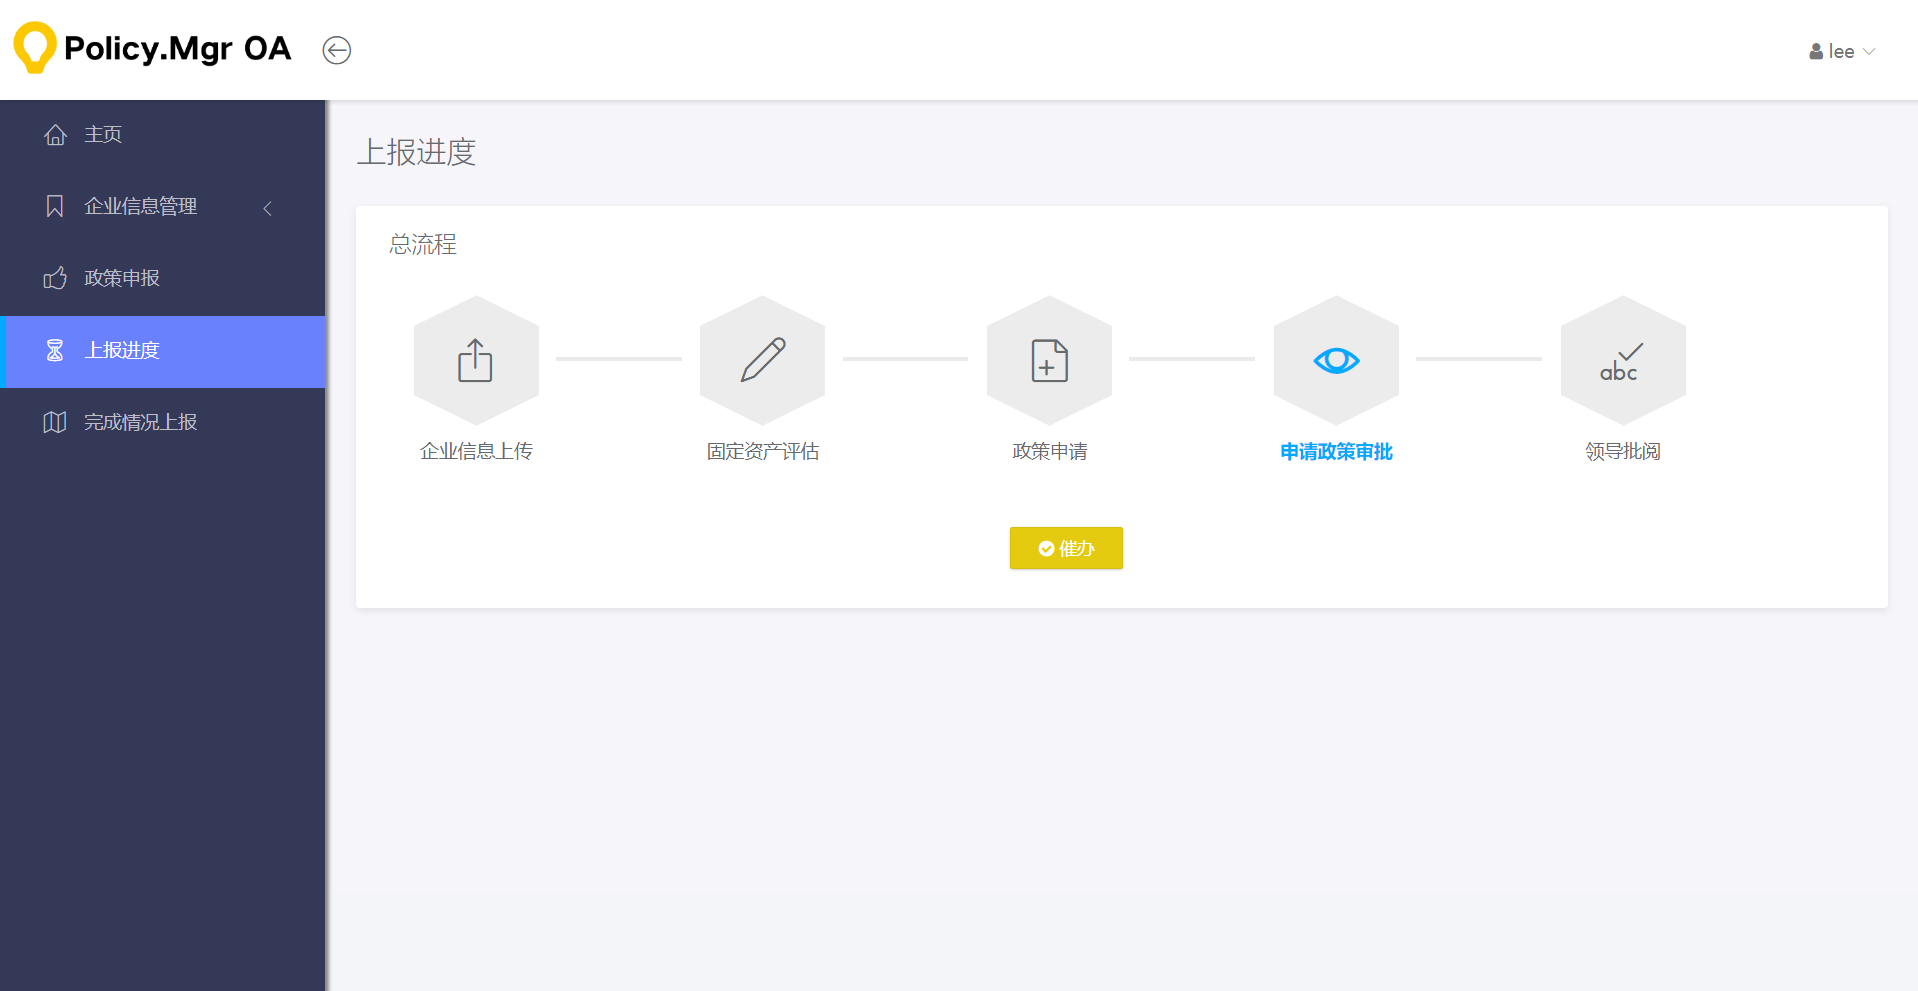 Policy.Mgr OA
lee
主页
企业信息管理
政策申报
上报进度
完成情况上报
上报进度
总流程
abc
企业信息上传
固定资产评估
政策申请
申请政策审批
领导批阅
催办